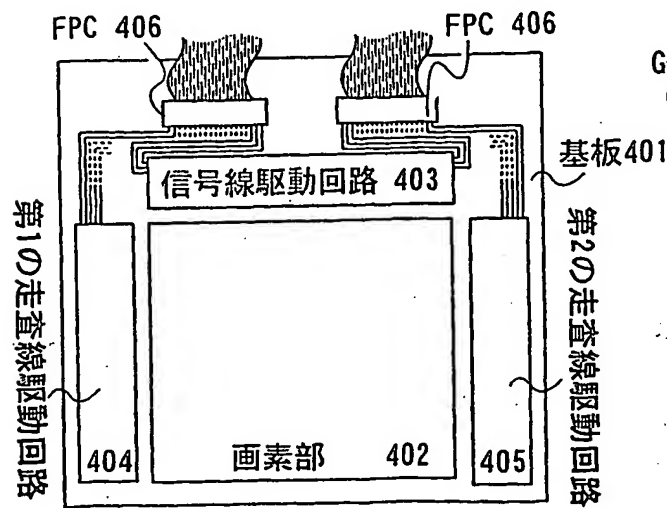 FPC 406
FPC 406
G
基板401
信号線駆動回路 403
第1の走査線駆動回路
第2の走査線駆動回路
404
画素部 402
405